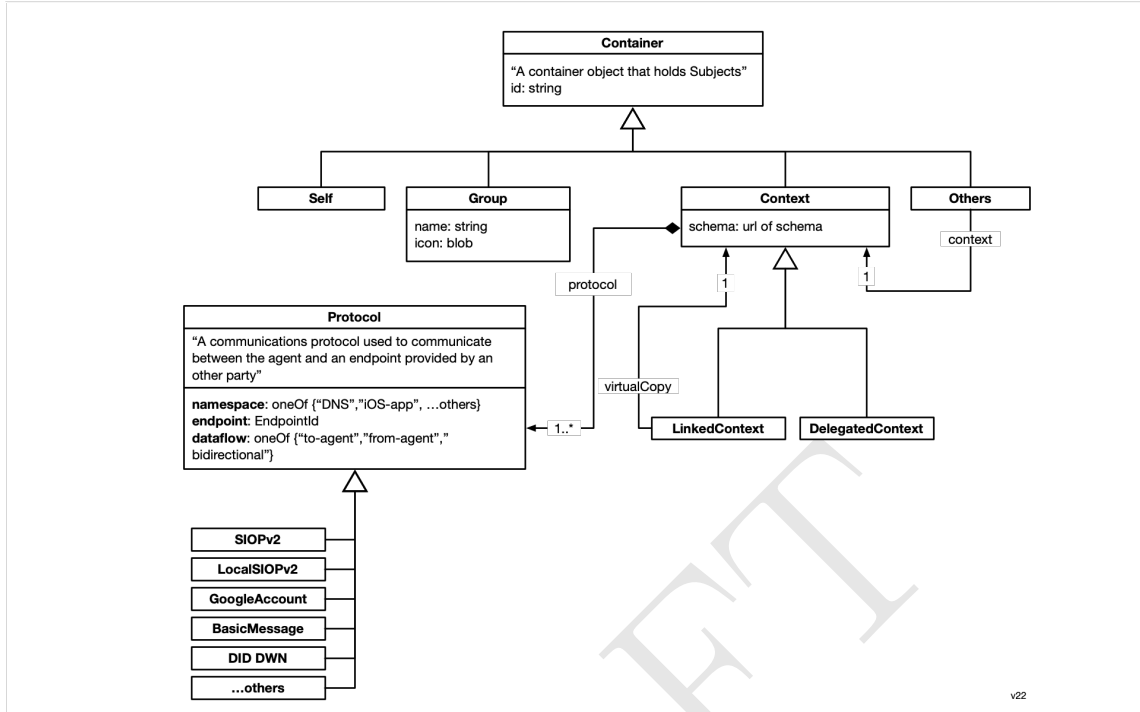 Container
“A container object that holds Subjects”
id: string
Self
Group
name: string
icon: blob
Context
schema: url of schema
Others
context
1
1
protocol
Protocol
“A communications protocol used to communicate
between the agent and an endpoint provided by an
other party”
namespace: oneOf {“DNS”,”iOS-app”, …others}
endpoint: EndpointId
dataflow: oneOf {“to-agent”,”from-agent”,”
bidirectional”}
virtualCopy
1..*
LinkedContext
DelegatedContext
SIOPv2
LocalSIOPv2
GoogleAccount
BasicMessage
DID DWN
…others
FT
v22